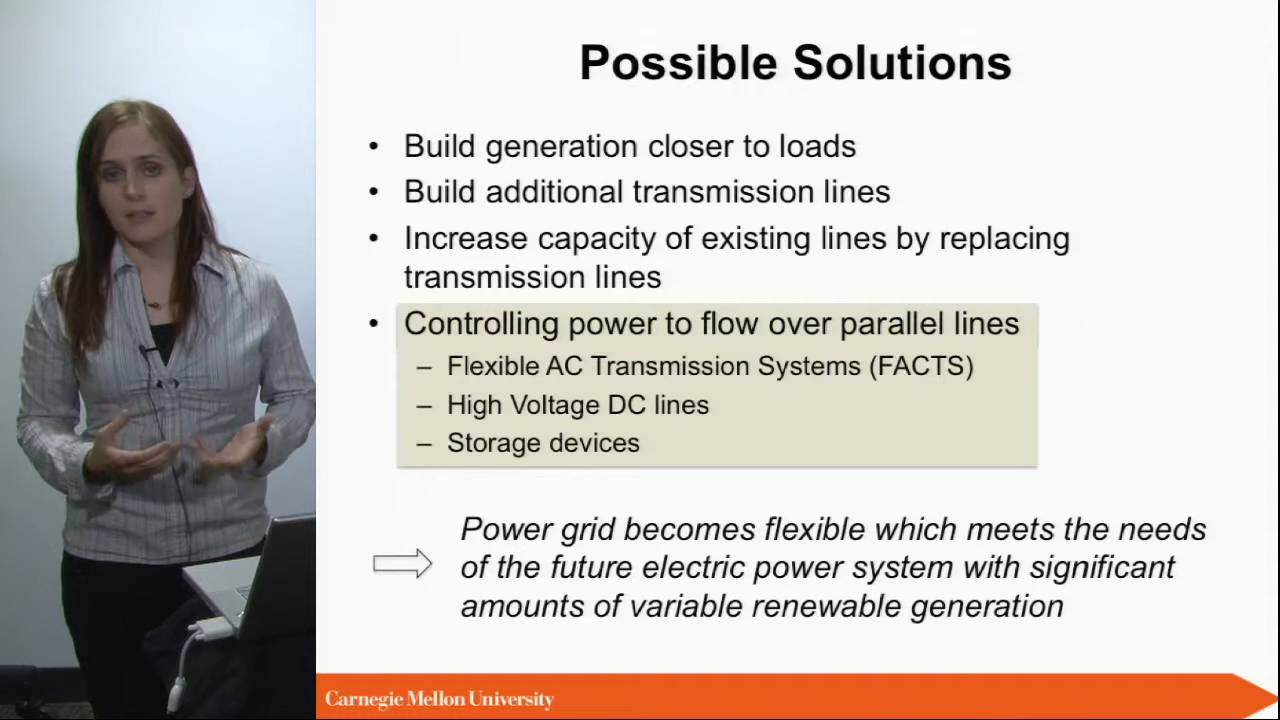 Possible Solutions
• Build generation closer to loads
• Build additional transmission lines
• Increase capacity of existing lines by replacing
transmission lines
• Controlling power to flow over parallel lines
– Flexible AC Transmission Systems (FACTS)
– High Voltage DC lines
– Storage devices
Power grid becomes flexible which meets the needs
of the future electric power system with significant
amounts of variable renewable generation
Carnegie Mellon University